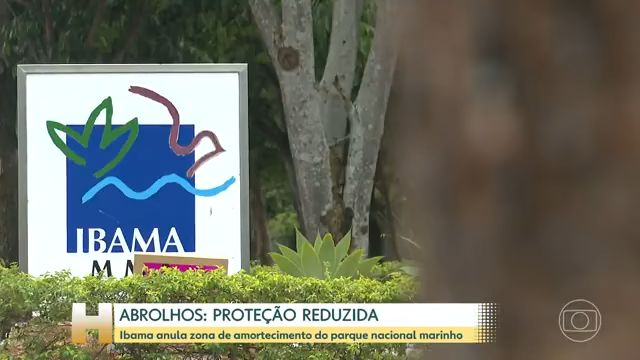 IBAMA
ABROLHOS: PROTEÇÃO REDUZIDA
H
Ibama anula zona de amortecimento do parque nacional marinho